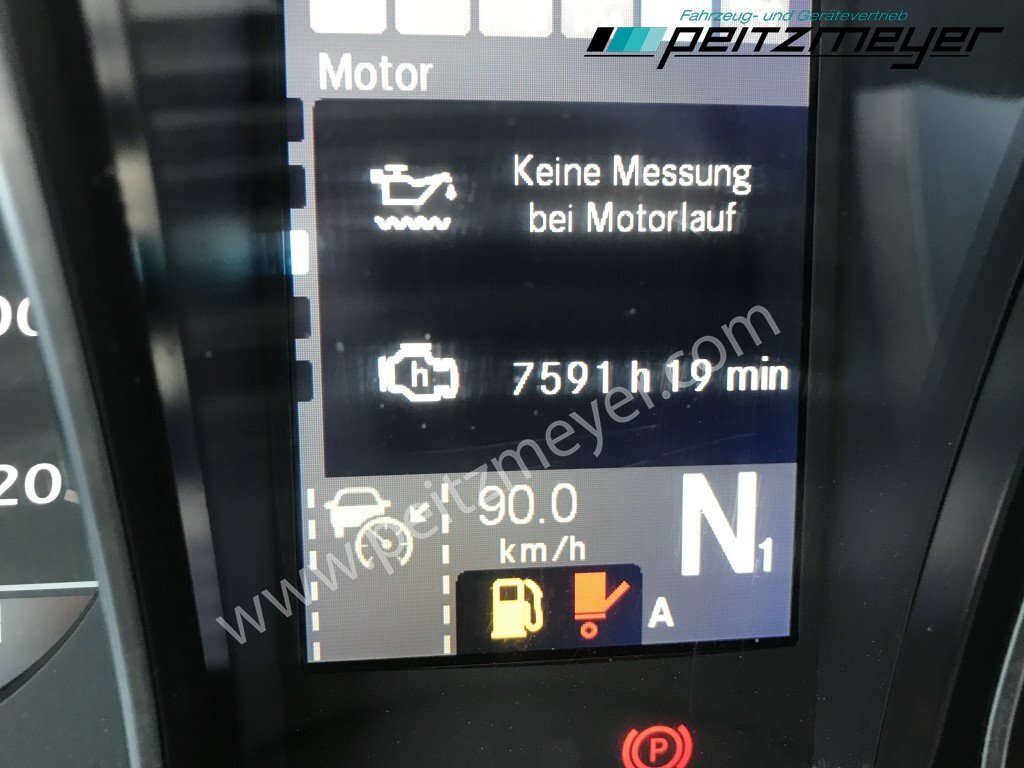 Fahrzeug- und Gerätevertrieb
peitzmeyer
Motor
Keine Messung
bei Motorlauf
7591 h 19 min
h
www.peitzmeyer.com
90.0
km/h
N1
A
20
P